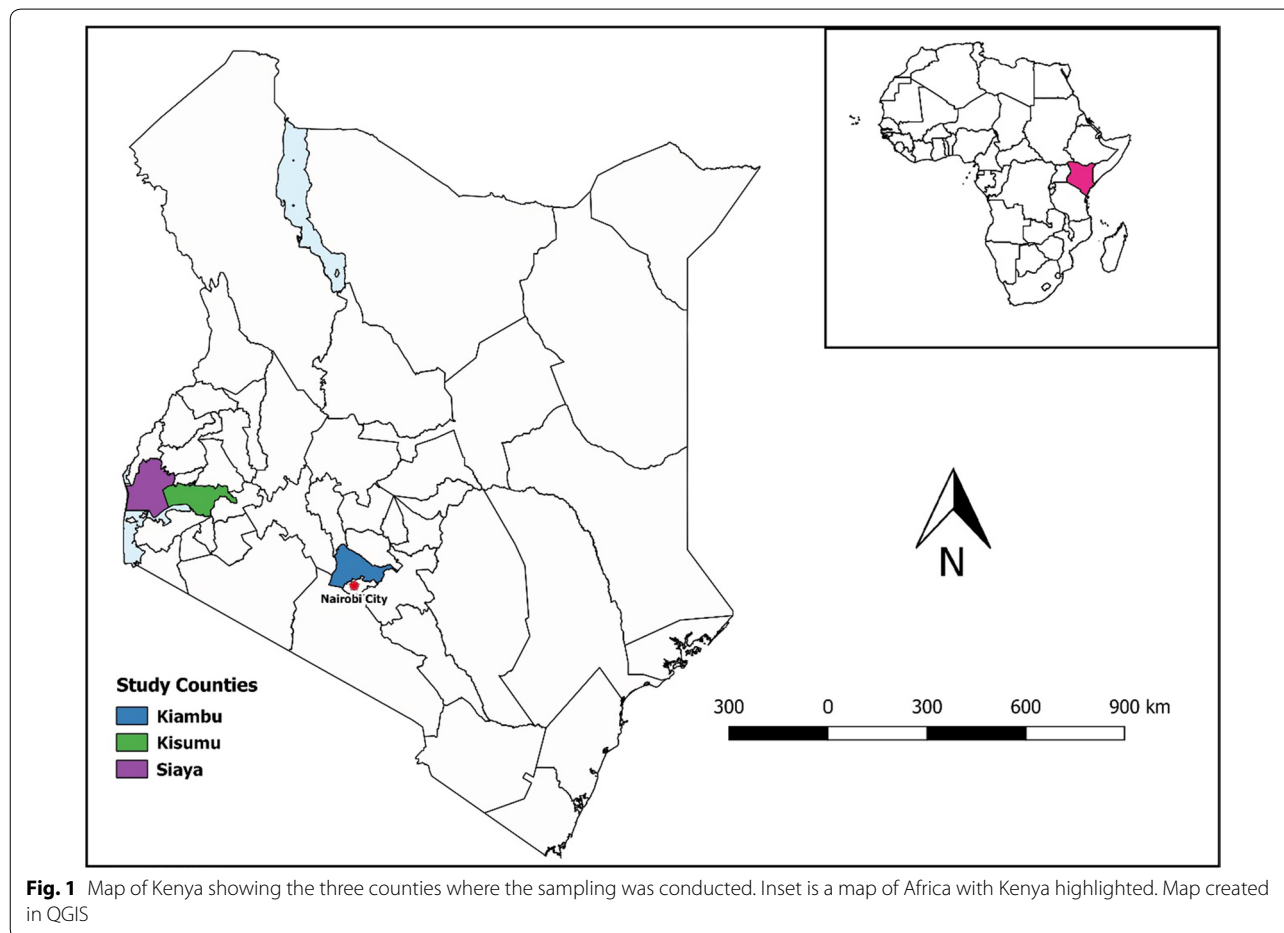 Nairobi City
N
Study Counties
Kiambu
Kisumu
Siaya
300 0 300 600 900 km
Fig. 1 Map of Kenya showing the three counties where the sampling was conducted. Inset is a map of Africa with Kenya highlighted. Map created
in QGIS